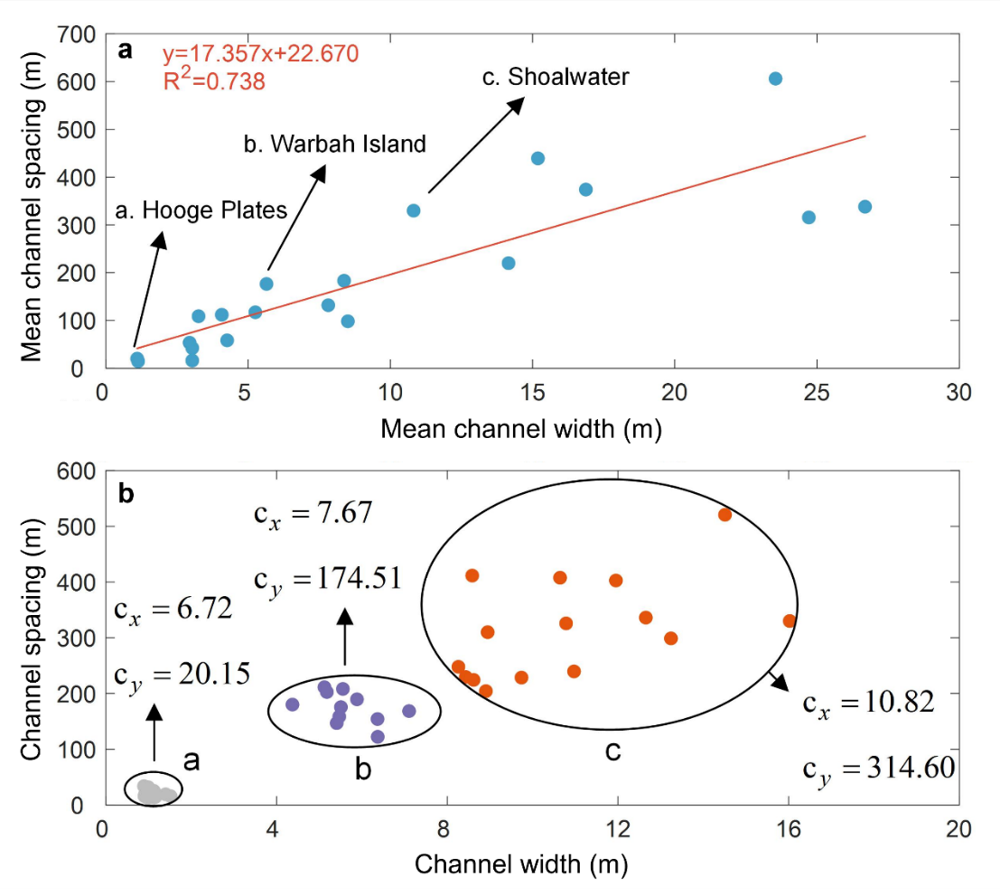 a
y=17.357x+22.670
R²=0.738
c. Shoalwater
b. Warbah Island
a. Hooge Plates
Mean channel spacing (m)
700
600
500
400
300
200
100
0
0 5 10 15 20 25 30
Mean channel width (m)
b
Channel spacing (m)
600
500
400
300
200
100
0
cₓ = 7.67
c_y = 174.51
cₓ = 6.72
c_y = 20.15
a
b
c
cₓ = 10.82
c_y = 314.60
0 4 8 12 16 20
Channel width (m)